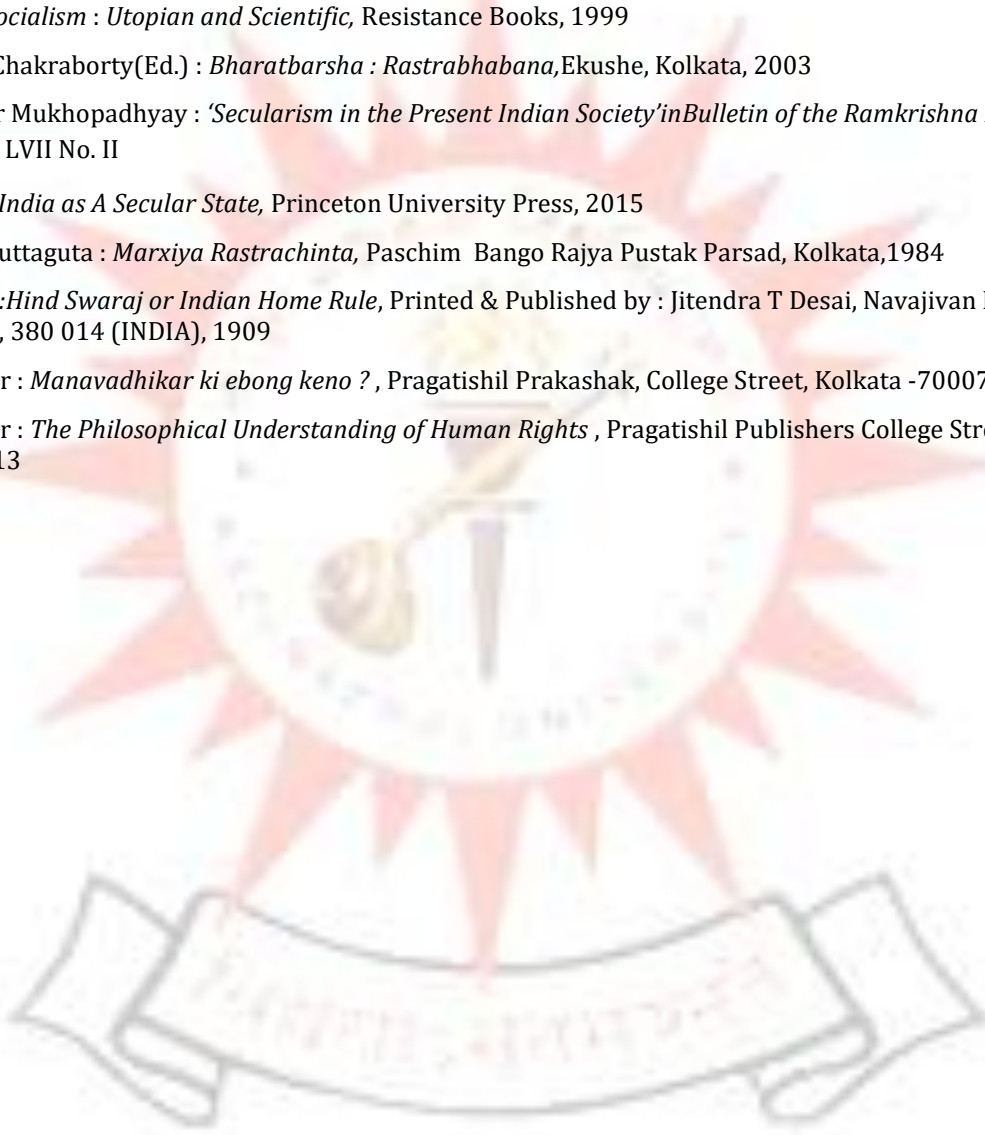 ocialism : Utopian and Scientific, Resistance Books, 1999
Chakraborty(Ed.) : Bharatbarsha : Rastrabhabana,Ekushe, Kolkata, 2003
r Mukhopadhyay : ‘Secularism in the Present Indian Society’inBulletin of the Ramkrishna
LVII No. II
India as A Secular State, Princeton University Press, 2015
uttaguta : Marxiya Rastrachinta, Paschim Bango Rajya Pustak Parsad, Kolkata,1984
:Hind Swaraj or Indian Home Rule, Printed & Published by : Jitendra T Desai, Navajivan
, 380 014 (INDIA), 1909
r : Manavadhikar ki ebong keno ? , Pragatishil Prakashak, College Street, Kolkata -70007
r : The Philosophical Understanding of Human Rights , Pragatishil Publishers College Stre
13